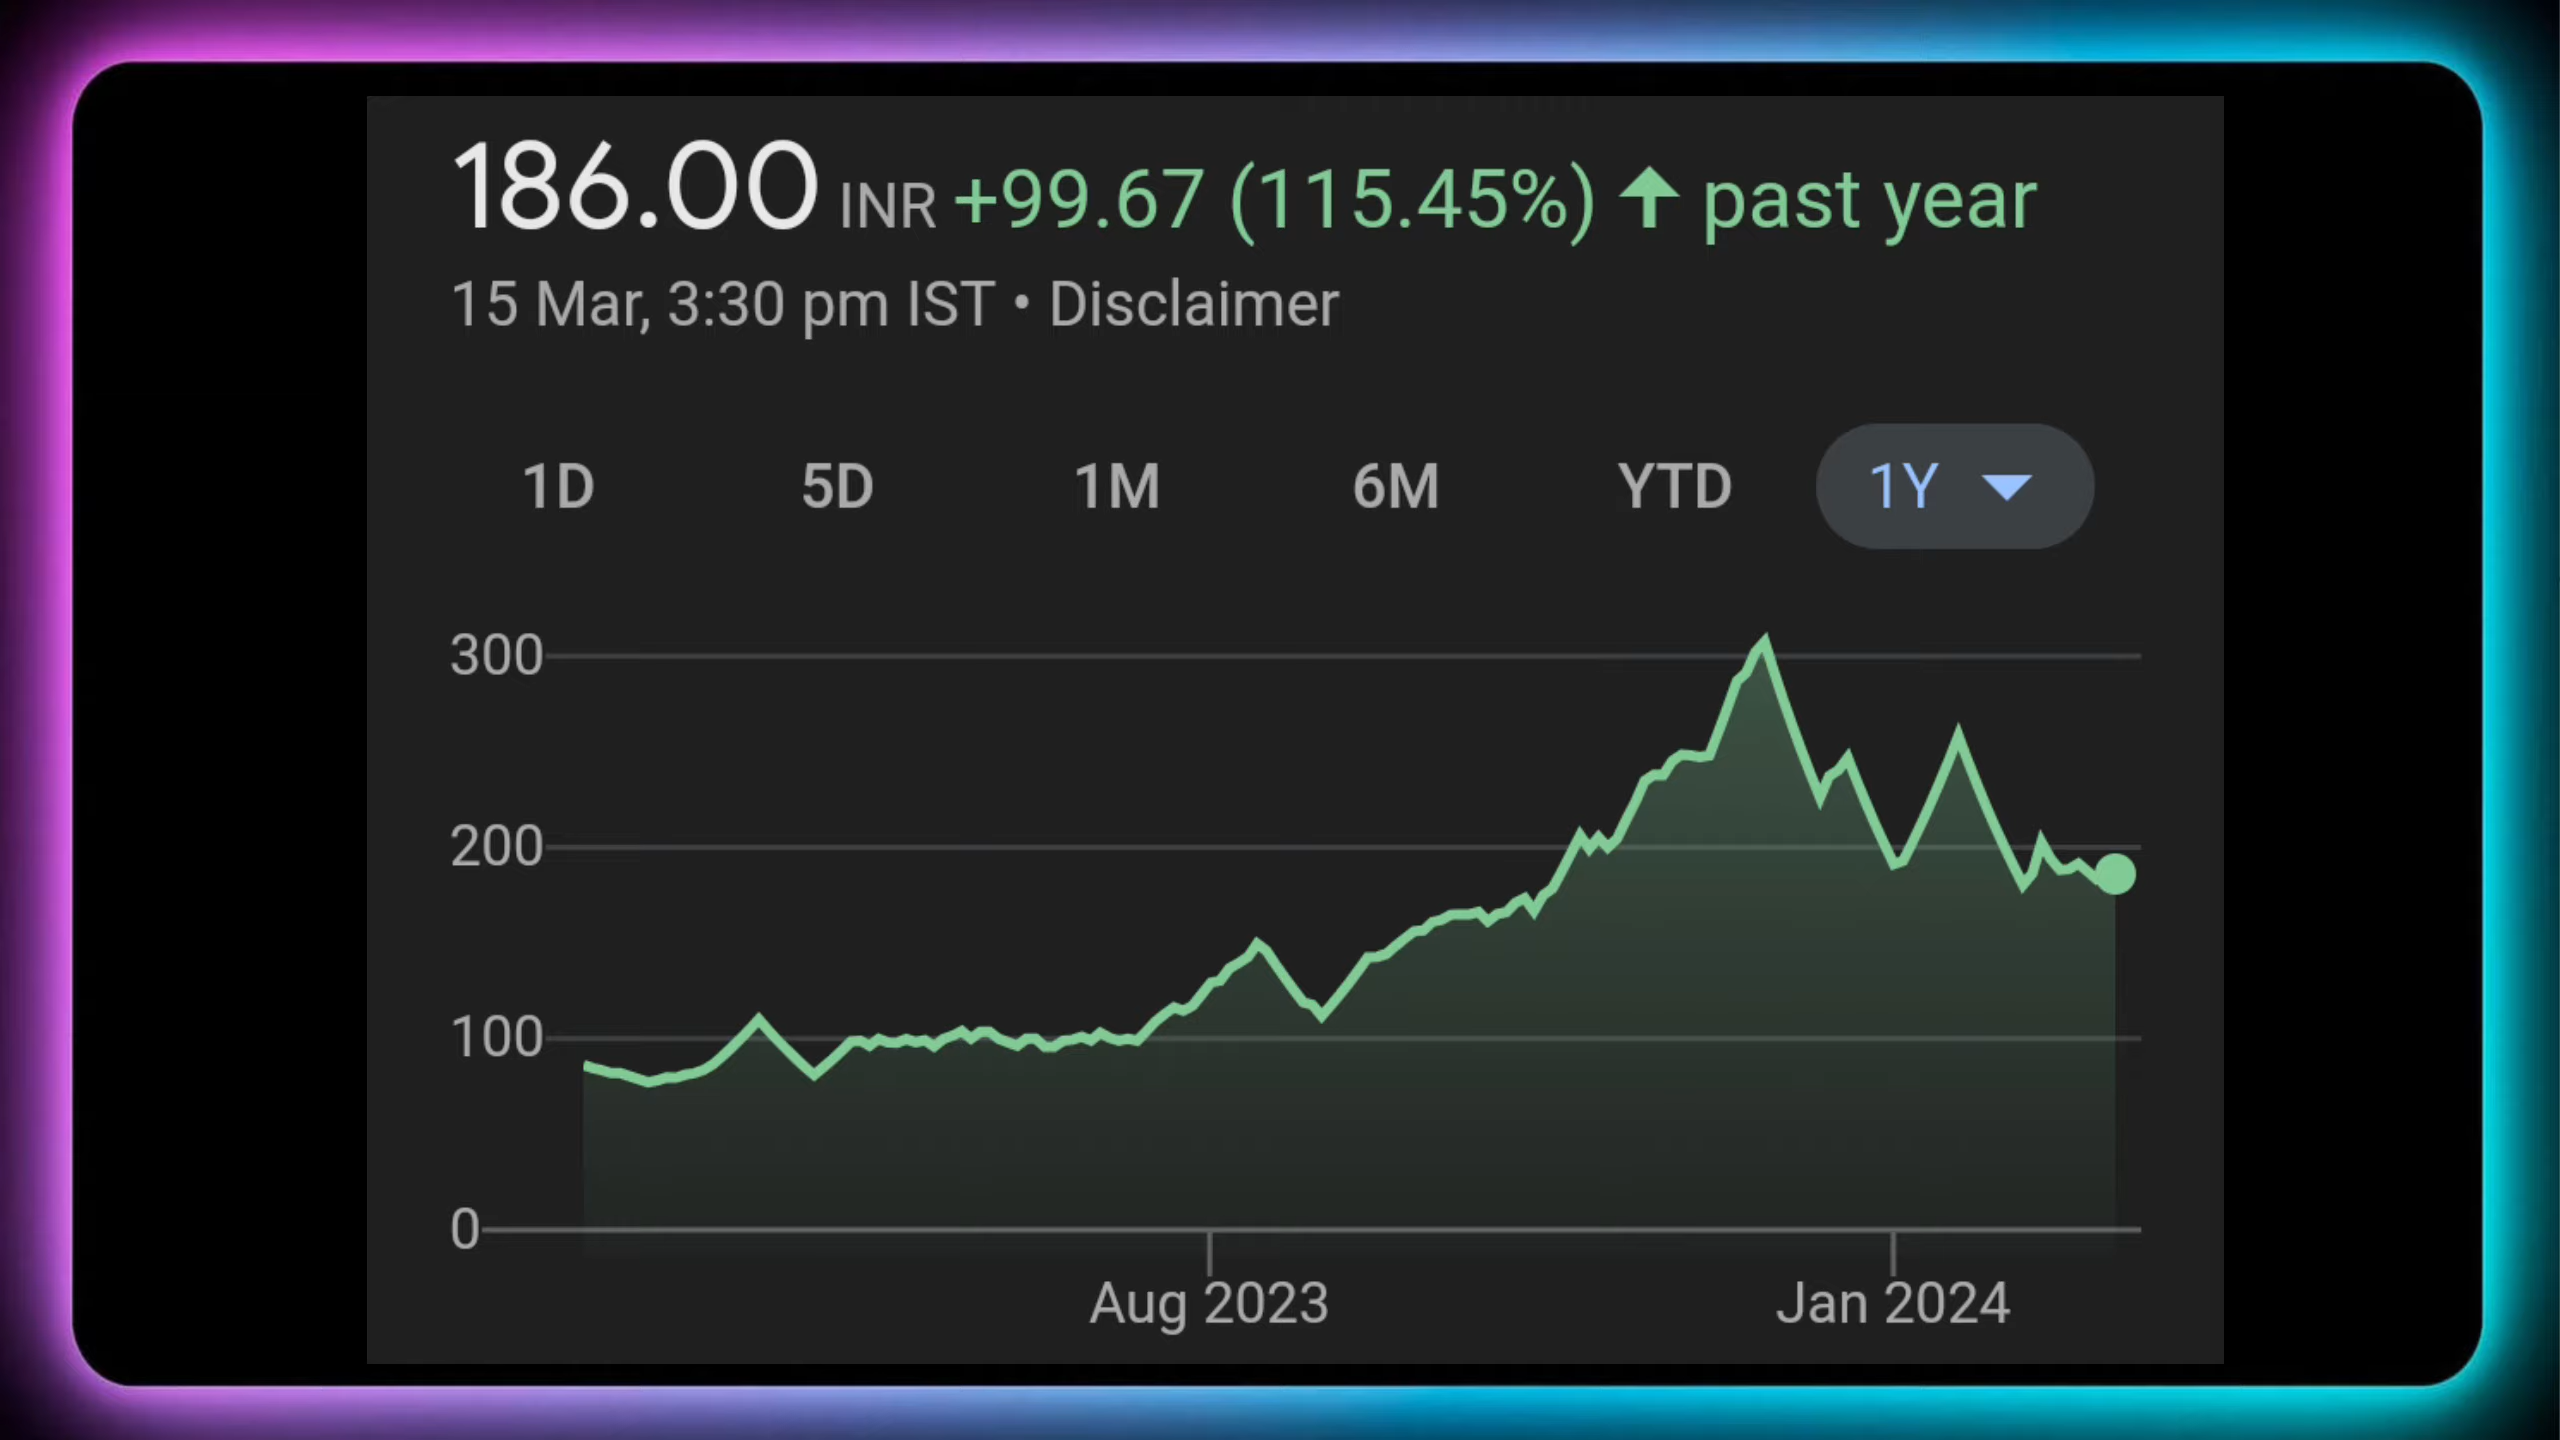 186.00 INR +99.67 (115.45%) ↑ past year
15 Mar, 3:30 pm IST • Disclaimer
1D 5D 1M 6M YTD 1Y
300
200
100
0
Aug 2023 Jan 2024